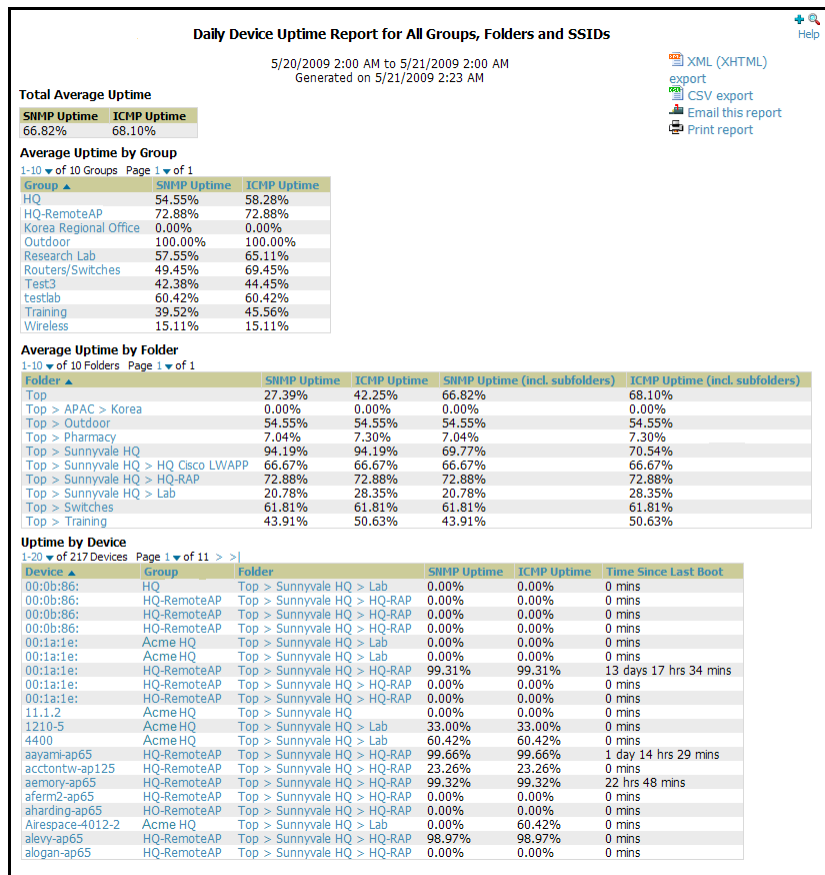 Daily Device Uptime Report for All Groups, Folders and SSIDs
Help
5/20/2009 2:00 AM to 5/21/2009 2:00 AM
Generated on 5/21/2009 2:23 AM
XML (XHTML) export
CSV export
Email this report
Print report
Total Average Uptime
SNMP Uptime ICMP Uptime
66.82% 68.10%
Average Uptime by Group
1-10 of 10 Groups Page 1 of 1
Group SNMP Uptime ICMP Uptime
HQ 54.55% 58.28%
HQ-RemoteAP 72.88% 72.88%
Korea Regional Office 0.00% 0.00%
Outdoor 100.00% 100.00%
Research Lab 57.55% 65.11%
Routers/Switches 49.45% 69.45%
Test3 42.38% 44.45%
testlab 60.42% 60.42%
Training 39.52% 45.56%
Wireless 15.11% 15.11%
Average Uptime by Folder
1-10 of 10 Folders Page 1 of 1
Folder SNMP Uptime ICMP Uptime SNMP Uptime (incl. subfolders) ICMP Uptime (incl. subfolders)
Top 27.39% 42.25% 66.82% 68.10%
Top > APAC > Korea 0.00% 0.00% 0.00% 0.00%
Top > Outdoor 54.55% 54.55% 54.55% 54.55%
Top > Pharmacy 7.04% 7.30% 7.04% 7.30%
Top > Sunnyvale HQ 94.19% 94.19% 69.77% 70.54%
Top > Sunnyvale HQ > HQ Cisco LWAPP 66.67% 66.67% 66.67% 66.67%
Top > Sunnyvale HQ > HQ-RAP 72.88% 72.88% 72.88% 72.88%
Top > Sunnyvale HQ > Lab 20.78% 28.35% 20.78% 28.35%
Top > Switches 61.81% 61.81% 61.81% 61.81%
Top > Training 43.91% 50.63% 43.91% 50.63%
Uptime by Device
1-20 of 217 Devices Page 1 of 11 > >|
Device Group Folder SNMP Uptime ICMP Uptime Time Since Last Boot
00:0b:86: HQ Top > Sunnyvale HQ > Lab 0.00% 0.00% 0 mins
00:0b:86: HQ-RemoteAP Top > Sunnyvale HQ > HQ-RAP 0.00% 0.00% 0 mins
00:0b:86: HQ-RemoteAP Top > Sunnyvale HQ > HQ-RAP 0.00% 0.00% 0 mins
00:0b:86: HQ-RemoteAP Top > Sunnyvale HQ > HQ-RAP 0.00% 0.00% 0 mins
00:1a:1e: Acme HQ Top > Sunnyvale HQ > Lab 0.00% 0.00% 0 mins
00:1a:1e: Acme HQ Top > Sunnyvale HQ > Lab 0.00% 0.00% 0 mins
00:1a:1e: HQ-RemoteAP Top > Sunnyvale HQ > HQ-RAP 99.31% 99.31% 13 days 17 hrs 34 mins
00:1a:1e: HQ-RemoteAP Top > Sunnyvale HQ > HQ-RAP 0.00% 0.00% 0 mins
00:1a:1e: HQ-RemoteAP Top > Sunnyvale HQ > HQ-RAP 0.00% 0.00% 0 mins
11.1.2 Acme HQ Top > Sunnyvale HQ 0.00% 0.00% 0 mins
1210-5 Acme HQ Top > Sunnyvale HQ > Lab 33.00% 33.00% 0 mins
4400 Acme HQ Top > Sunnyvale HQ > Lab 60.42% 60.42% 0 mins
aayami-ap65 HQ-RemoteAP Top > Sunnyvale HQ > HQ-RAP 99.66% 99.66% 1 day 14 hrs 29 mins
acctontw-ap125 HQ-RemoteAP Top > Sunnyvale HQ > HQ-RAP 23.26% 23.26% 0 mins
aemory-ap65 HQ-RemoteAP Top > Sunnyvale HQ > HQ-RAP 99.32% 99.32% 22 hrs 48 mins
aferm2-ap65 HQ-RemoteAP Top > Sunnyvale HQ > HQ-RAP 0.00% 0.00% 0 mins
aharding-ap65 HQ-RemoteAP Top > Sunnyvale HQ > HQ-RAP 0.00% 0.00% 0 mins
Airespace-4012-2 Acme HQ Top > Sunnyvale HQ > Lab 0.00% 60.42% 0 mins
alevy-ap65 HQ-RemoteAP Top > Sunnyvale HQ > HQ-RAP 98.97% 98.97% 0 mins
alogan-ap65 HQ-RemoteAP Top > Sunnyvale HQ > HQ-RAP 0.00% 0.00% 0 mins